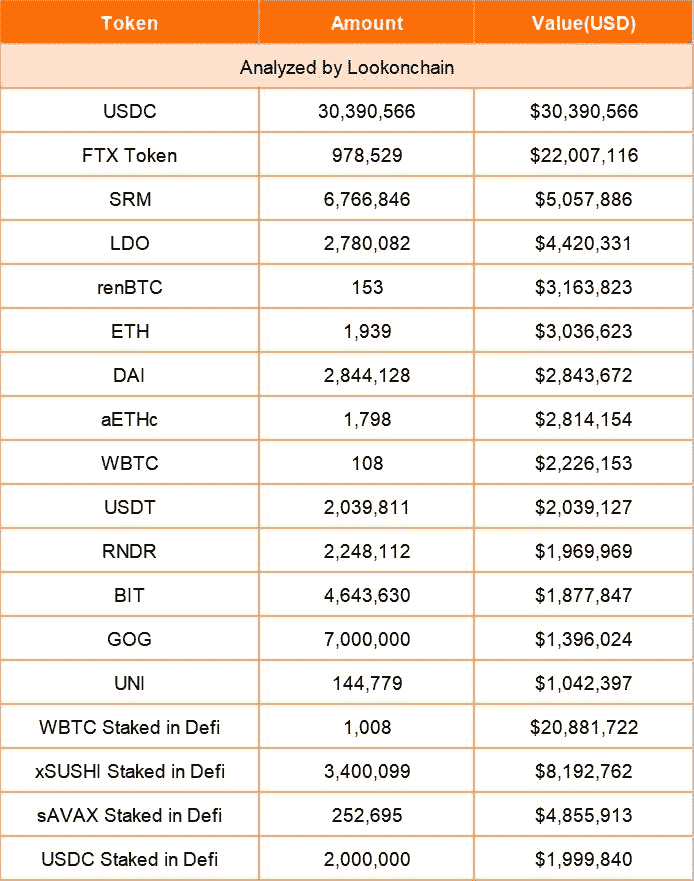 Token Amount Value(USD)
Analyzed by Lookonchain
USDC 30,390,566 $30,390,566
FTX Token 978,529 $22,007,116
SRM 6,766,846 $5,057,886
LDO 2,780,082 $4,420,331
renBTC 153 $3,163,823
ETH 1,939 $3,036,623
DAI 2,844,128 $2,843,672
aETHc 1,798 $2,814,154
WBTC 108 $2,226,153
USDT 2,039,811 $2,039,127
RNDR 2,248,112 $1,969,969
BIT 4,643,630 $1,877,847
GOG 7,000,000 $1,396,024
UNI 144,779 $1,042,397
WBTC Staked in Defi 1,008 $20,881,722
xSUSHI Staked in Defi 3,400,099 $8,192,762
sAVAX Staked in Defi 252,695 $4,855,913
USDC Staked in Defi 2,000,000 $1,999,840